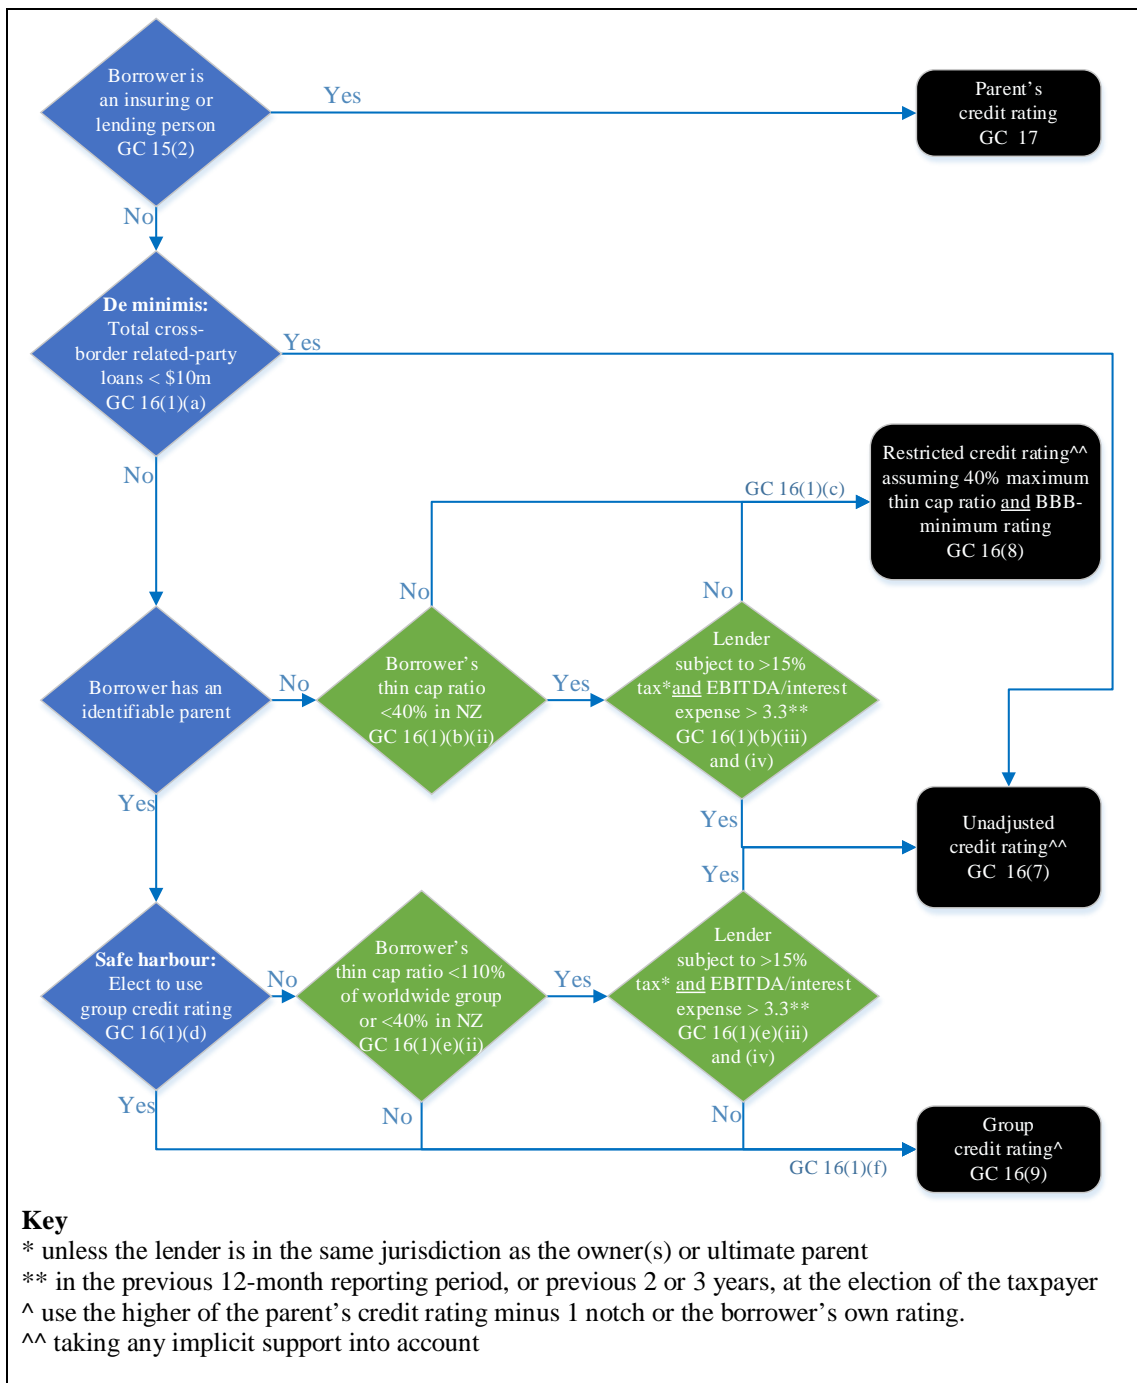 Borrower is
an insuring or
lending person
GC 15(2)
Yes
Parent's
credit rating
GC 17
No
De minimis:
Total cross-
border related-party
loans < $10m
GC 16(1)(a)
Yes
No
Restricted credit rating^^
assuming 40% maximum
thin cap ratio and BBB-
minimum rating
GC 16(8)
GC 16(1)(c)
No
No
Borrower has an
identifiable parent
No
Borrower's
thin cap ratio
<40% in NZ
GC 16(1)(b)(ii)
Yes
Lender
subject to >15%
tax*and EBITDA/interest
expense > 3.3**
GC 16(1)(b)(iii)
and (iv)
Yes
Yes
Unadjusted
credit rating^^
GC 16(7)
Yes
Safe harbour:
Elect to use
group credit rating
GC 16(1)(d)
No
Borrower's
thin cap ratio <110%
of worldwide group
or <40% in NZ
GC 16(1)(e)(ii)
Yes
Lender
subject to >15%
tax* and EBITDA/interest
expense > 3.3**
GC 16(1)(e)(iii)
and (iv)
Yes
No
No
GC 16(1)(f)
Group
credit rating^
GC 16(9)
Key
* unless the lender is in the same jurisdiction as the owner(s) or ultimate parent
** in the previous 12-month reporting period, or previous 2 or 3 years, at the election of the taxpayer
^ use the higher of the parent's credit rating minus 1 notch or the borrower's own rating.
^^ taking any implicit support into account